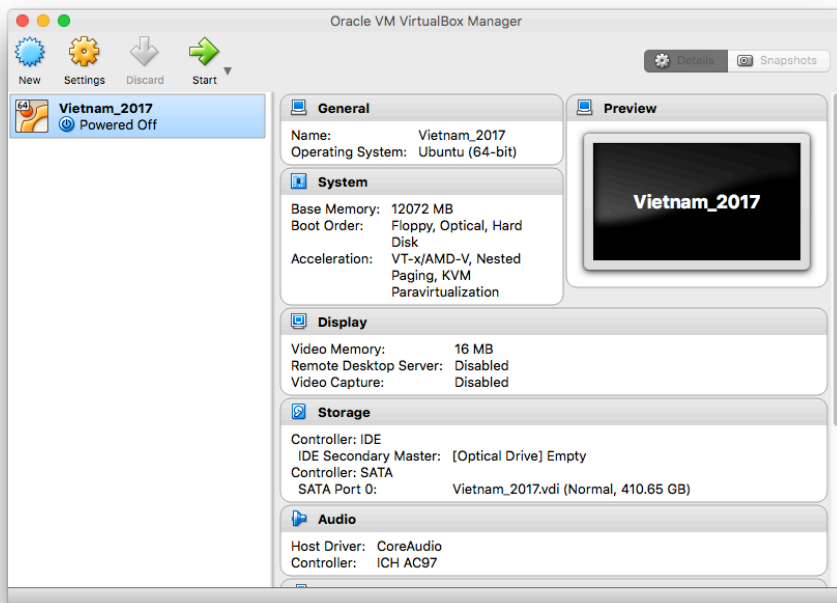 Oracle VM VirtualBox Manager
New Settings Discard Start
Details Snapshots
64
Vietnam_2017
Powered Off
General
Name: Vietnam_2017
Operating System: Ubuntu (64-bit)
Preview
Vietnam_2017
System
Base Memory: 12072 MB
Boot Order: Floppy, Optical, Hard
Disk
Acceleration: VT-x/AMD-V, Nested
Paging, KVM
Paravirtualization
Display
Video Memory: 16 MB
Remote Desktop Server: Disabled
Video Capture: Disabled
Storage
Controller: IDE
IDE Secondary Master: [Optical Drive] Empty
Controller: SATA
SATA Port 0: Vietnam_2017.vdi (Normal, 410.65 GB)
Audio
Host Driver: CoreAudio
Controller: ICH AC97